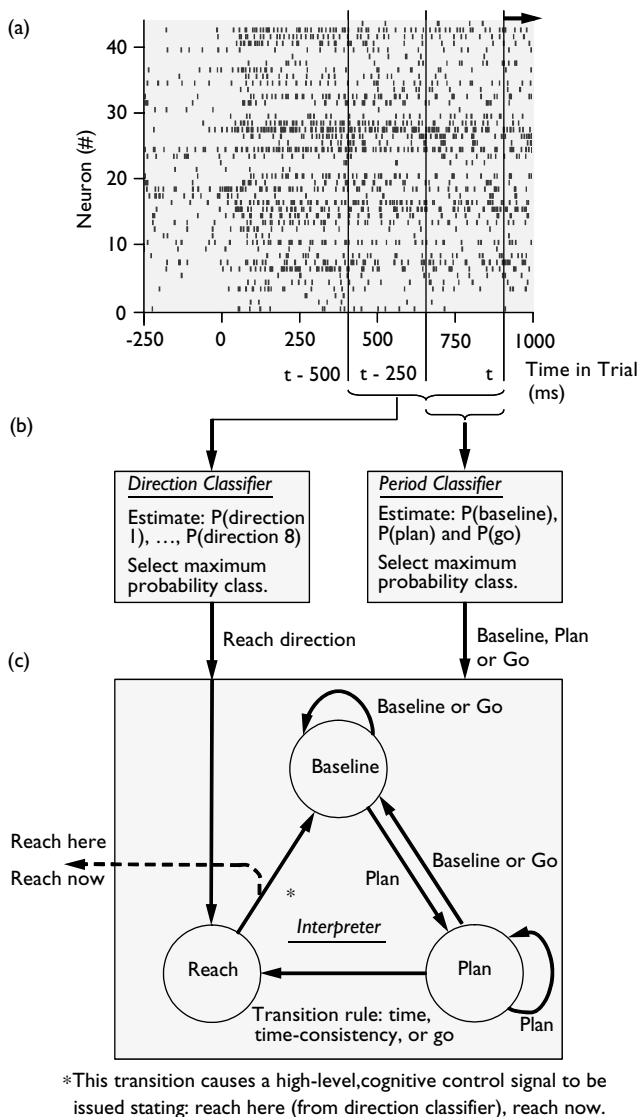 (a)
40
30
20
10
0
Neuron (#)
-250
0
250
500
750
1000
t - 500
t - 250
t
Time in Trial
(ms)
(b)
Direction Classifier
Estimate: P(direction
1), …, P(direction 8)
Select maximum
probability class.
Period Classifier
Estimate: P(baseline),
P(plan) and P(go)
Select maximum
probability class.
Reach direction
Baseline, Plan
or Go
(c)
Baseline or Go
Baseline
Reach here
Reach now
Baseline or Go
Plan
*
Interpreter
Reach
Plan
Plan
Transition rule: time,
time-consistency, or go
*This transition causes a high-level,cognitive control signal to be
issued stating: reach here (from direction classifier), reach now.